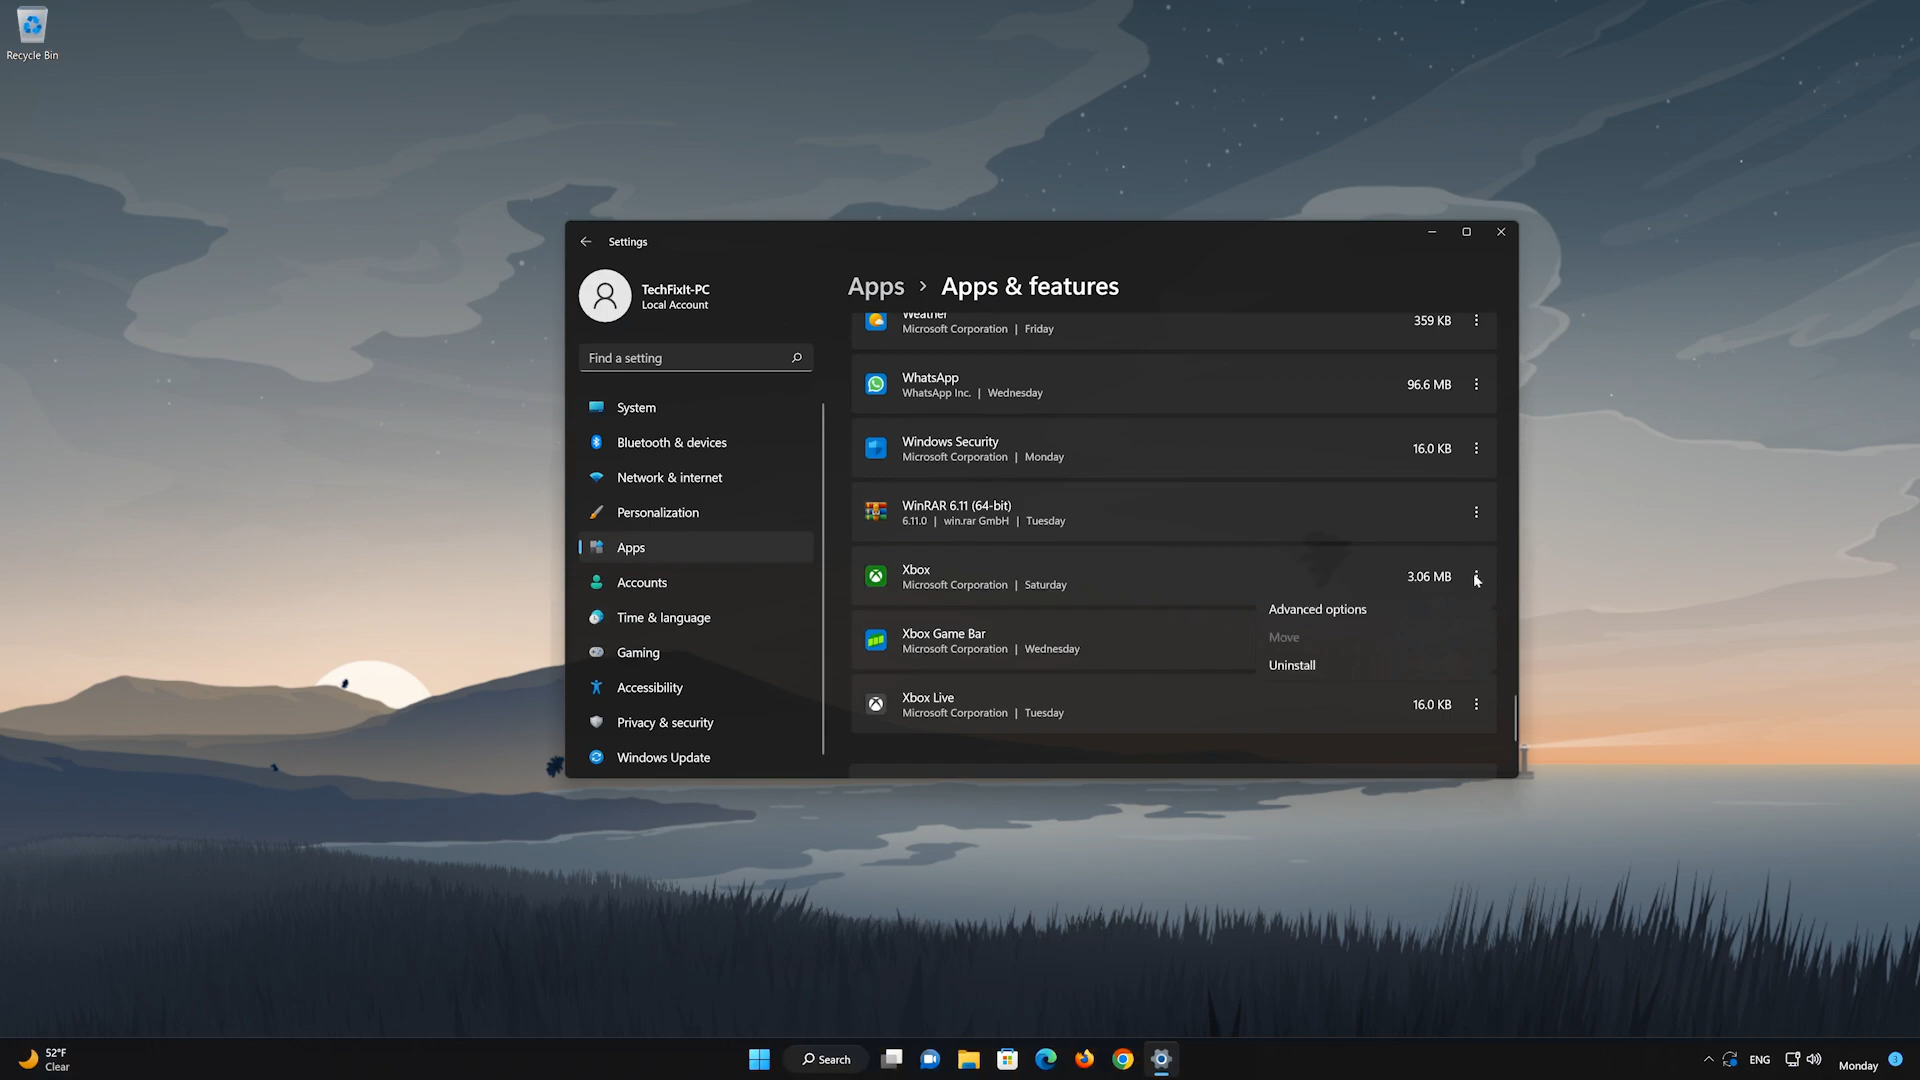 Recycle Bin
Settings
TechFixIt-PC
Local Account
Find a setting
System
Bluetooth & devices
Network & internet
Personalization
Apps
Accounts
Time & language
Gaming
Accessibility
Privacy & security
Windows Update
Apps › Apps & features
Weather
Microsoft Corporation | Friday
359 KB
WhatsApp
WhatsApp Inc. | Wednesday
96.6 MB
Windows Security
Microsoft Corporation | Monday
16.0 KB
WinRAR 6.11 (64-bit)
6.11.0 | win.rar GmbH | Tuesday
Xbox
Microsoft Corporation | Saturday
3.06 MB
Advanced options
Move
Uninstall
Xbox Game Bar
Microsoft Corporation | Wednesday
Xbox Live
Microsoft Corporation | Tuesday
16.0 KB
52°F
Clear
Search
ENG
Monday
3